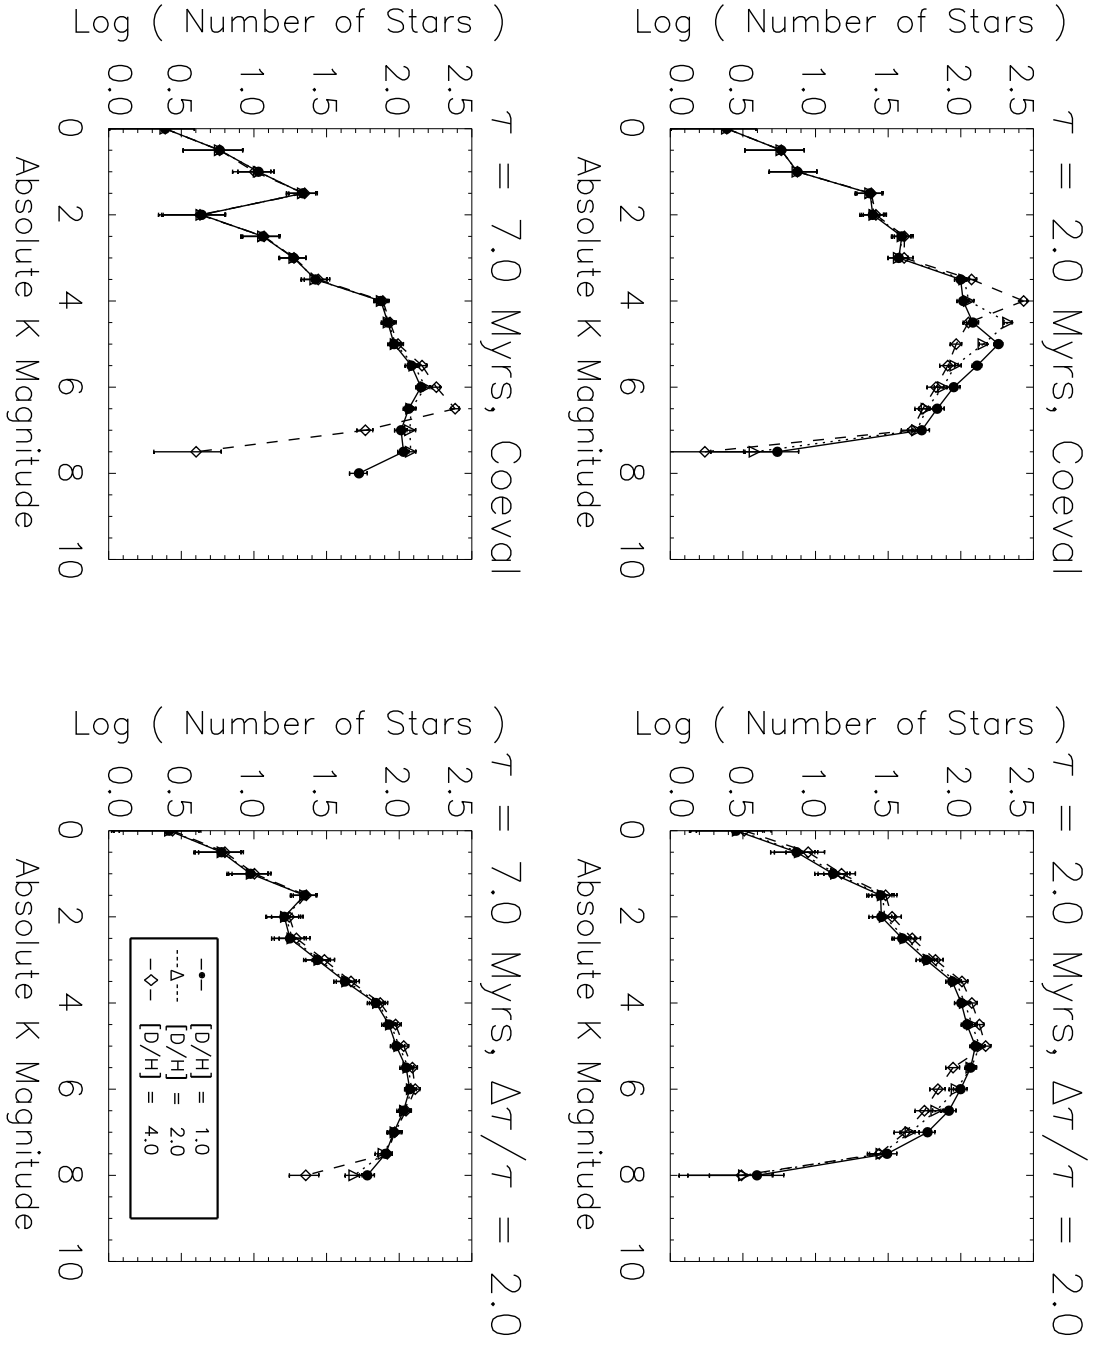 τ = 2.0 Myrs, Coeval
Log ( Number of Stars )
2.5
2.0
1.5
1.0
0.5
0.0
0 2 4 6 8 10
Absolute K Magnitude
τ = 2.0 Myrs, Δτ/τ = 2.0
Log ( Number of Stars )
2.5
2.0
1.5
1.0
0.5
0.0
0 2 4 6 8 10
Absolute K Magnitude
τ = 7.0 Myrs, Coeval
Log ( Number of Stars )
2.5
2.0
1.5
1.0
0.5
0.0
0 2 4 6 8 10
Absolute K Magnitude
τ = 7.0 Myrs, Δτ/τ = 2.0
Log ( Number of Stars )
2.5
2.0
1.5
1.0
0.5
0.0
[D/H] = 1.0
[D/H] = 2.0
[D/H] = 4.0
0 2 4 6 8 10
Absolute K Magnitude